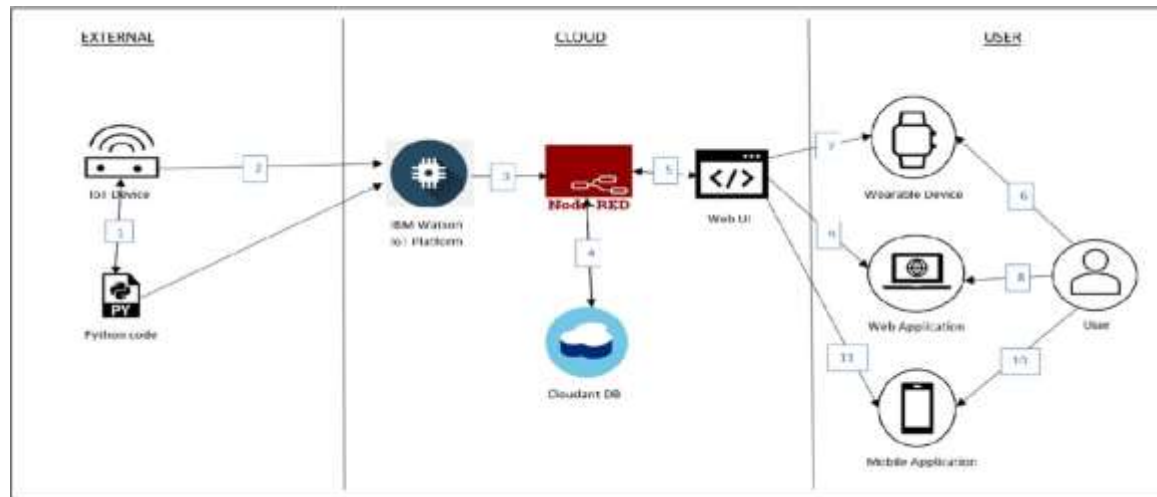 EXTERNAL
CLOUD
USER
IoT Device
2
1
PY
Python code
IBM Watson
IoT Platform
3
Node-RED
4
Cloudant DB
5
</>
Web UI
7
Wearable Device
6
9
Web Application
8
User
11
10
Mobile Application